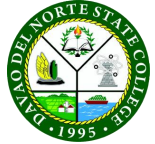 DAVAO DEL NORTE STATE COLLEGE
• 1995 •